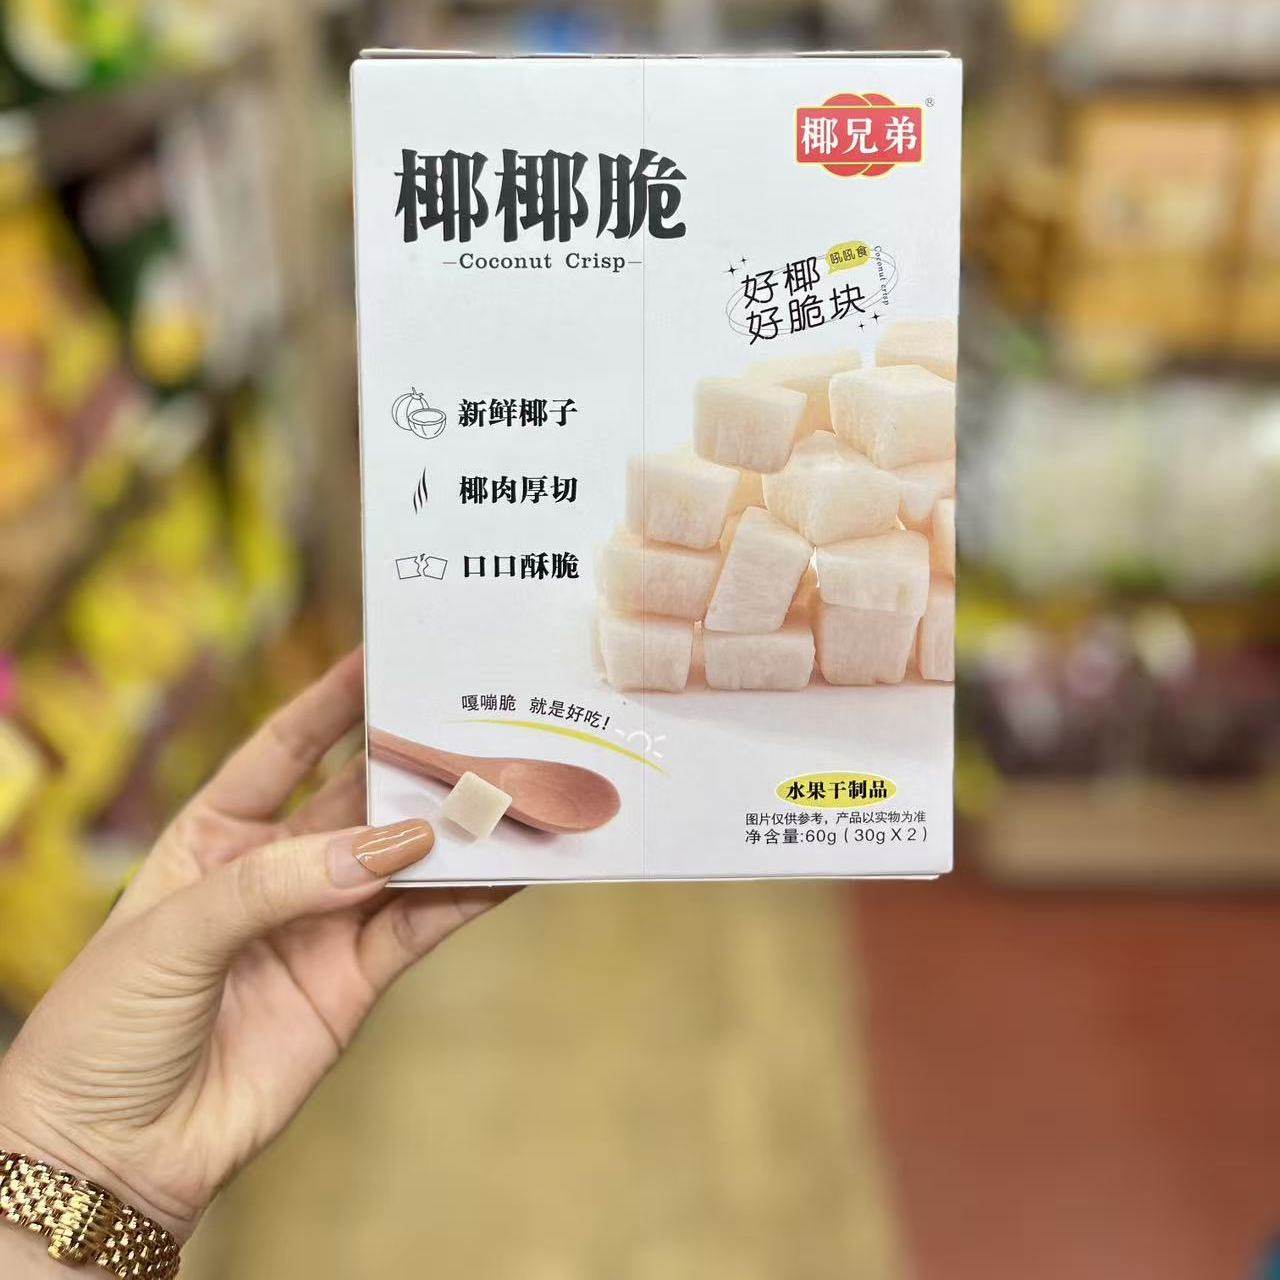 椰兄弟®
椰椰脆
Coconut Crisp
吼吼食
好椰
好脆块
Coconut crisp
新鲜椰子
椰肉厚切
口口酥脆
嘎嘣脆 就是好吃!
水果干制品
图片仅供参考，产品以实物为准
净含量:60g(30gX2)